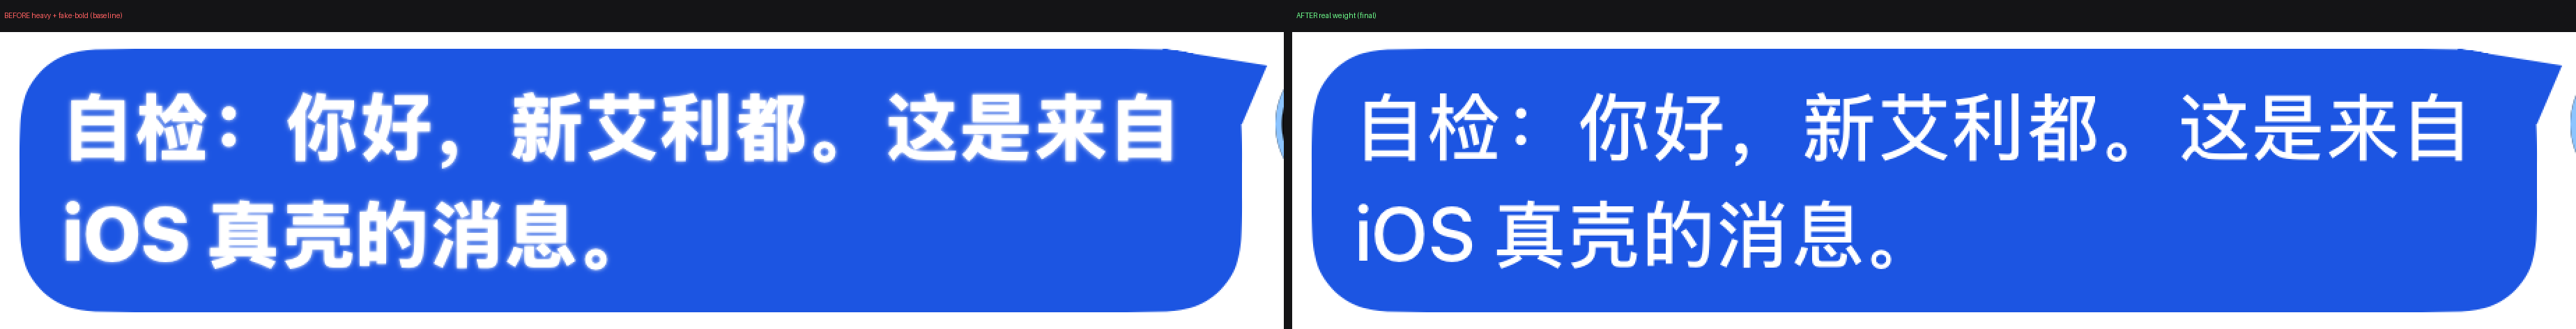 BEFORE heavy + fake-bold (baseline)
自检：你好，新艾利都。这是来自
iOS 真壳的消息。
AFTER real weight (final)
自检：你好，新艾利都。这是来自
iOS 真壳的消息。